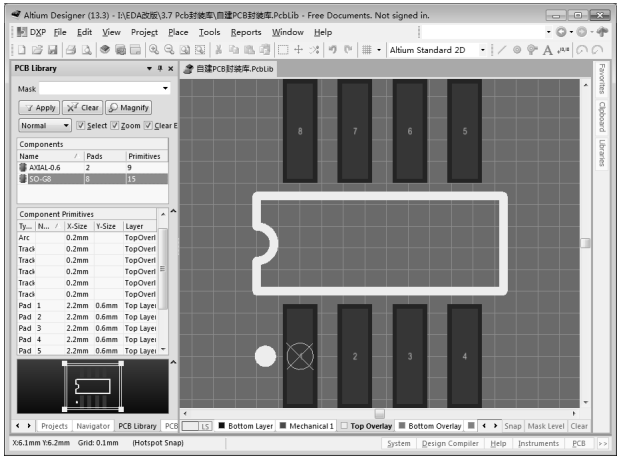 Altium Designer (13.3) - I:\EDA改版\3.7 Pcb封装库\自建PCB封装库.PcbLib - Free Documents. Not signed in.
DXP File Edit View Project Place Tools Reports Window Help
Altium Standard 2D
PCB Library
自建PCB封装库.PcbLib
Mask
Apply Clear Magnify
Normal Select Zoom Clear E
Components
Name / Pads Primitives
AXIAL-0.6 2 9
SO-G8 8 15
Component Primitives
Ty... N... / X-Size Y-Size Layer
Arc 0.2mm TopOverl
Track 0.2mm TopOverl
Track 0.2mm TopOverl
Track 0.2mm TopOverl
Track 0.2mm TopOverl
Track 0.2mm TopOverl
Pad 1 2.2mm 0.6mm Top Layer
Pad 2 2.2mm 0.6mm Top Layer
Pad 3 2.2mm 0.6mm Top Layer
Pad 4 2.2mm 0.6mm Top Layer
Pad 5 2.2mm 0.6mm Top Layer
8 7 6 5
2 3 4
Favorites
Clipboard
Libraries
Projects Navigator PCB Library PCB
LS Bottom Layer Mechanical 1 Top Overlay Bottom Overlay Snap Mask Level Clear
X:6.1mm Y:6.2mm Grid: 0.1mm (Hotspot Snap)
System Design Compiler Help Instruments PCB >>